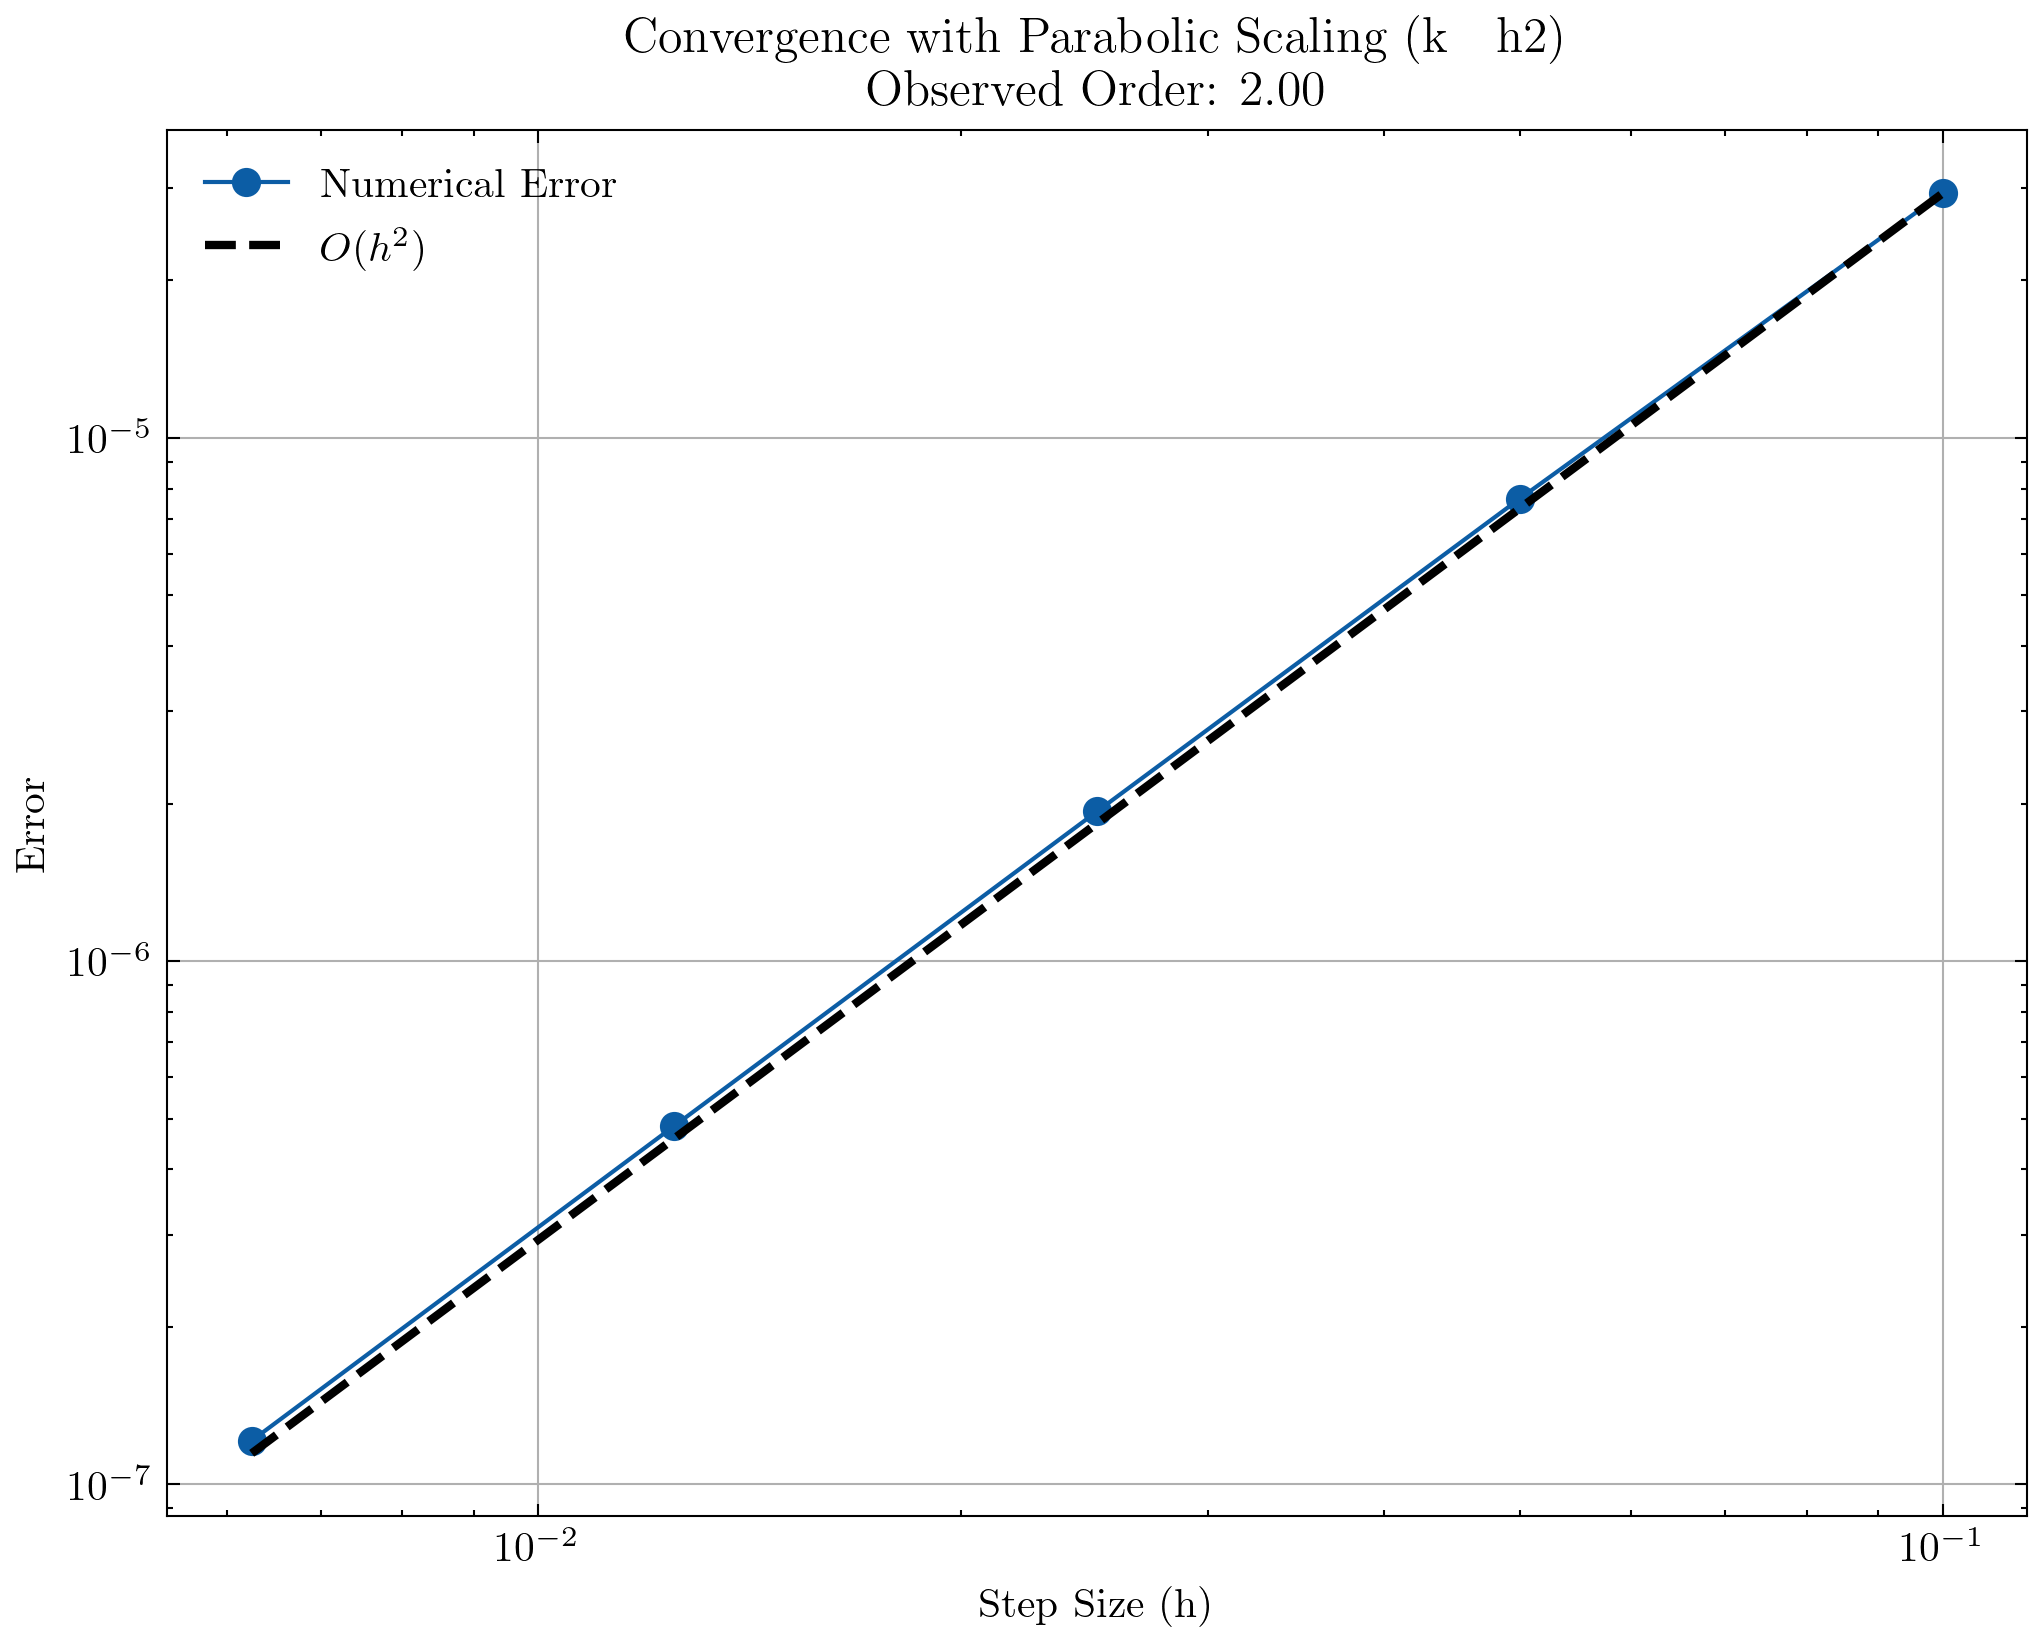 Convergence with Parabolic Scaling (k h2)
Observed Order: 2.00
Numerical Error
O(h²)
Error
10⁻⁵
10⁻⁶
10⁻⁷
10⁻² 10⁻¹
Step Size (h)